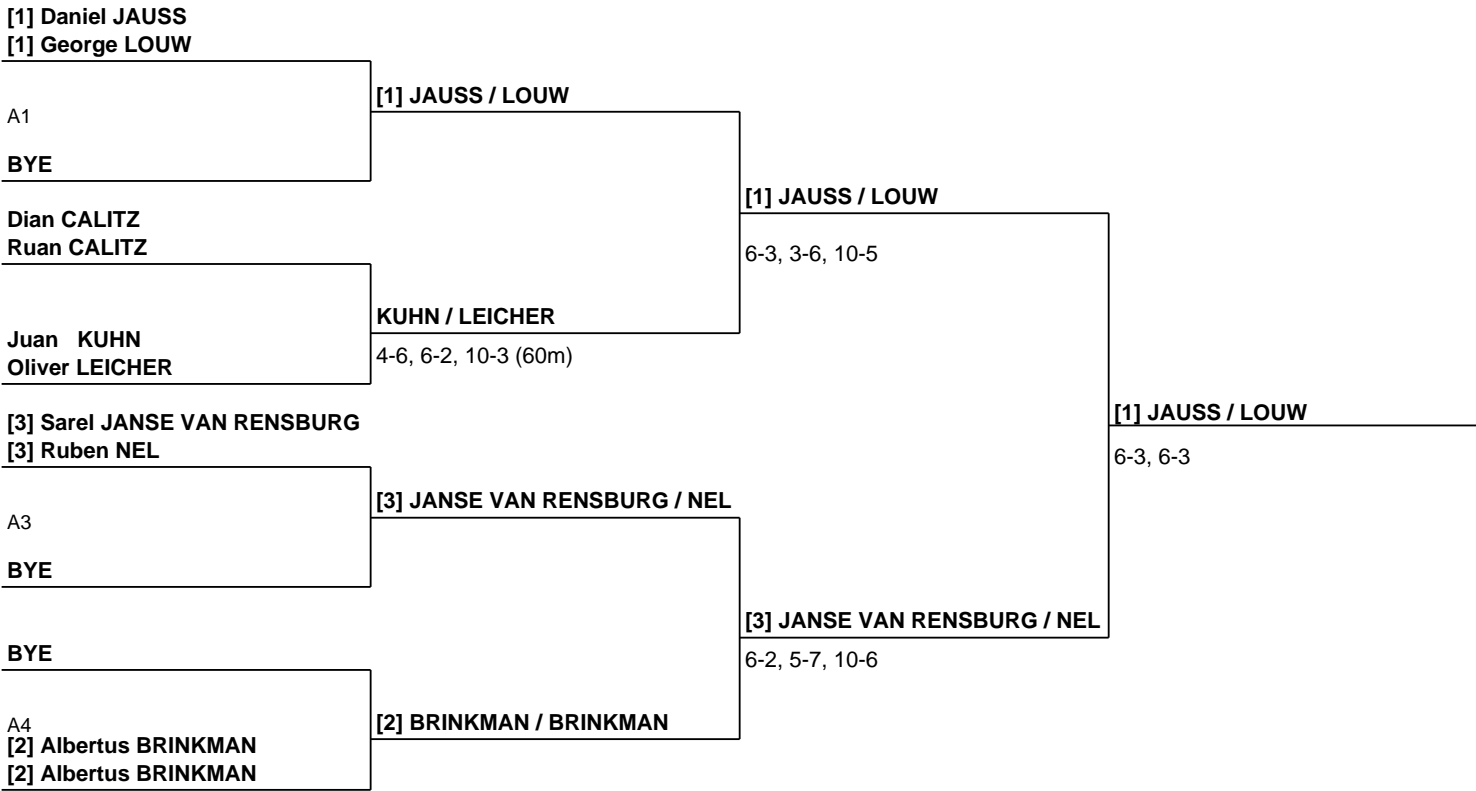 [1] Daniel JAUSS
[1] George LOUW
A1
BYE
Dian CALITZ
Ruan CALITZ
Juan KUHN
Oliver LEICHER
[3] Sarel JANSE VAN RENSBURG
[3] Ruben NEL
A3
BYE
BYE
A4
[2] Albertus BRINKMAN
[2] Albertus BRINKMAN
[1] JAUSS / LOUW
KUHN / LEICHER
4-6, 6-2, 10-3 (60m)
[3] JANSE VAN RENSBURG / NEL
[2] BRINKMAN / BRINKMAN
[1] JAUSS / LOUW
6-3, 3-6, 10-5
[3] JANSE VAN RENSBURG / NEL
6-2, 5-7, 10-6
[1] JAUSS / LOUW
6-3, 6-3